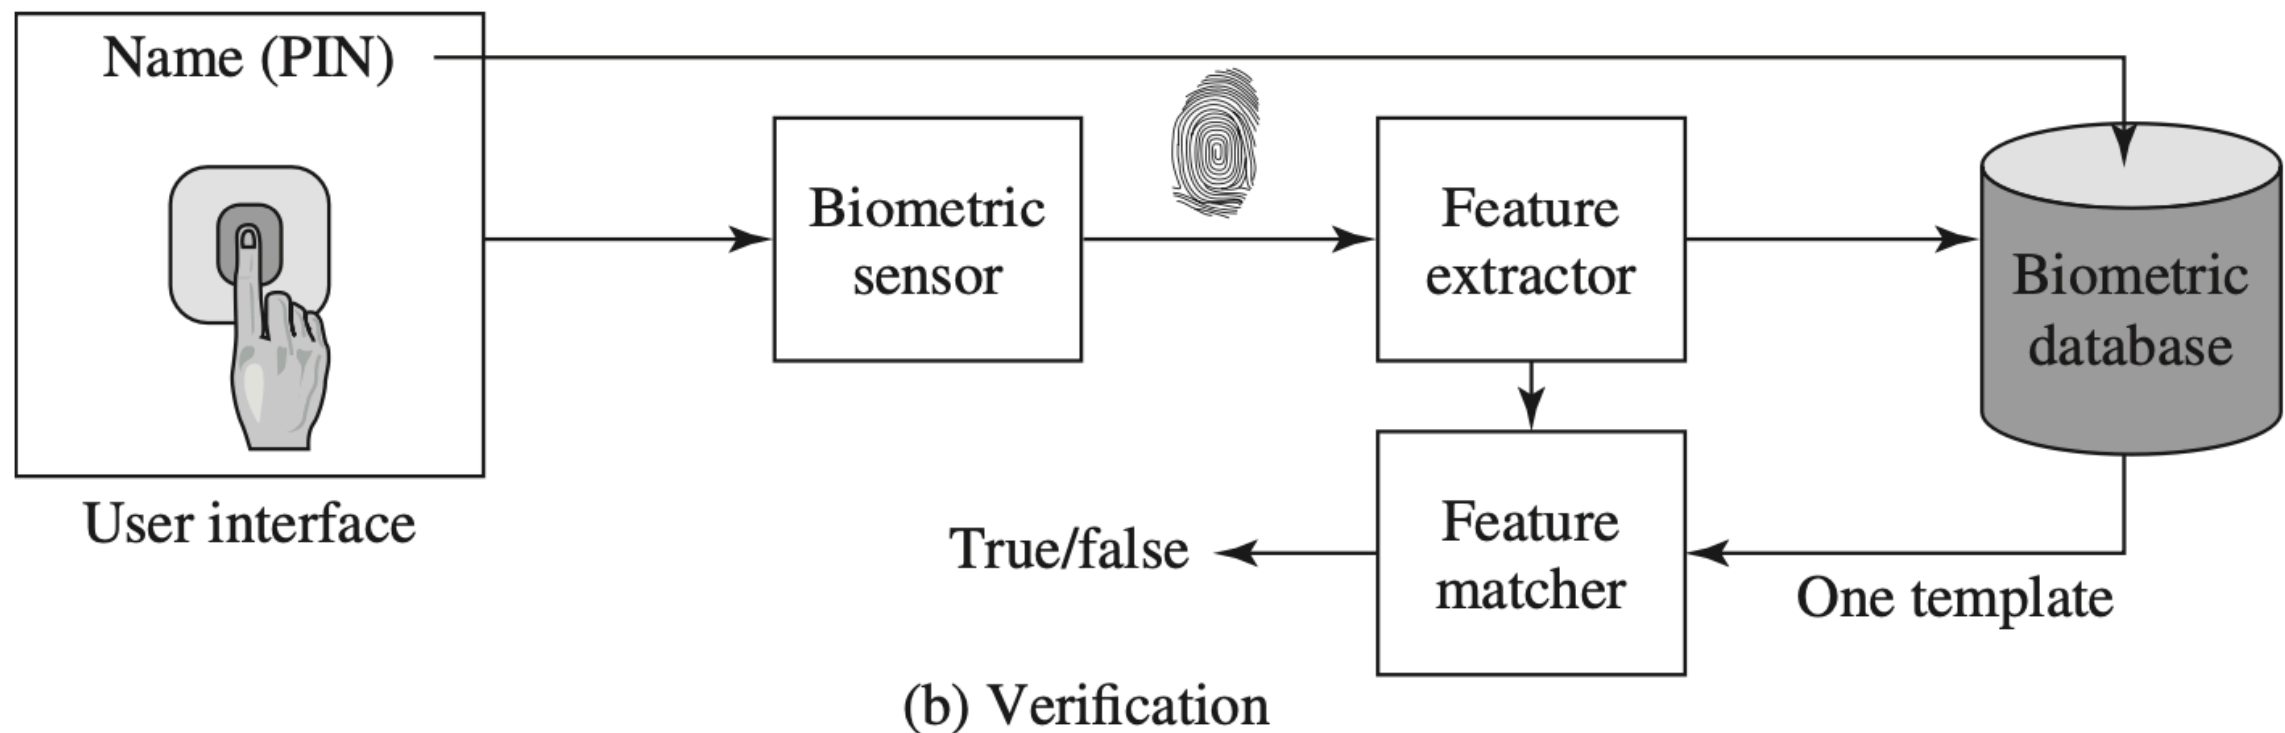 Name (PIN)
Biometric
sensor
Feature
extractor
Biometric
database
User interface
True/false
Feature
matcher
One template
(b) Verification